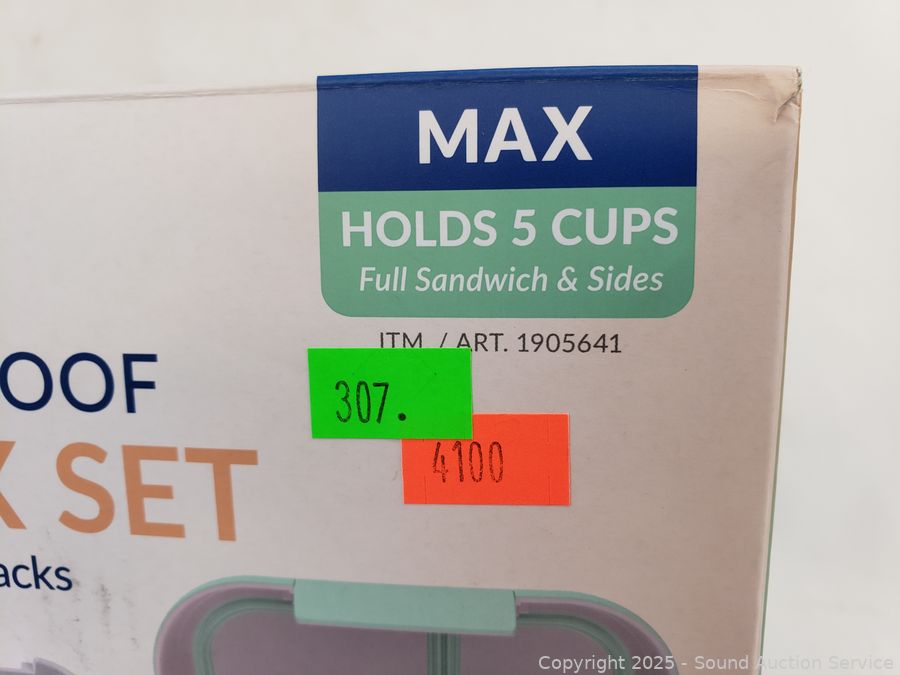 MAX
HOLDS 5 CUPS
Full Sandwich & Sides
ITM. / ART. 1905641
OOF
307.
X SET
4100
acks
Copyright 2025 - Sound Auction Service